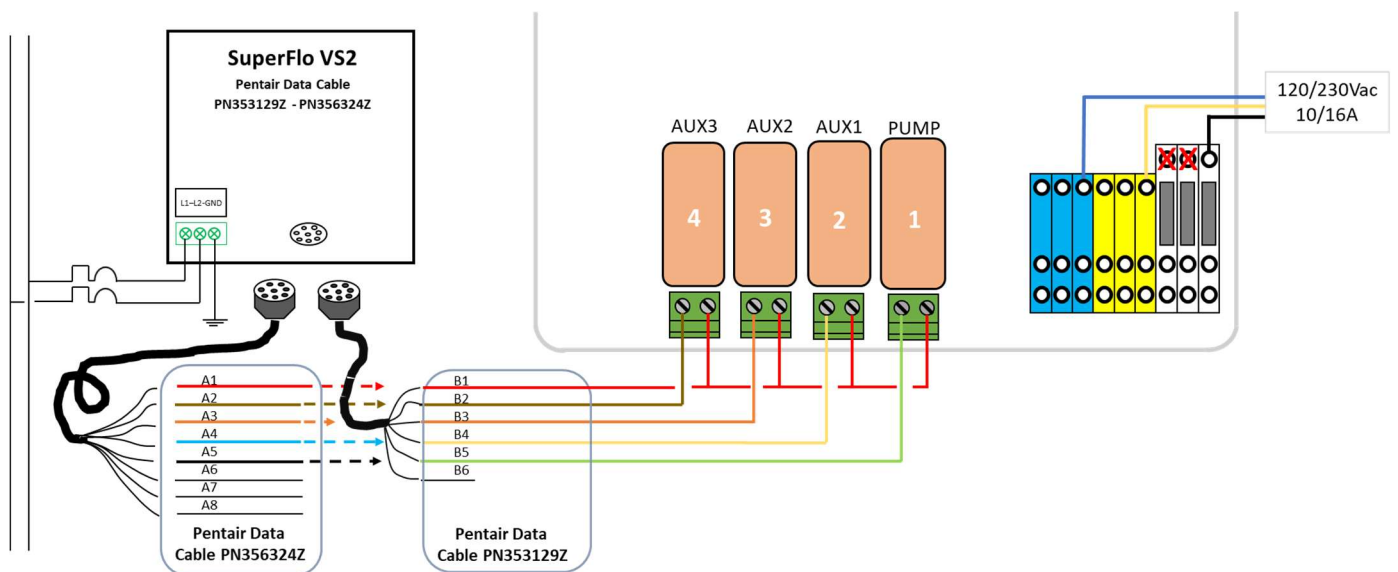 SuperFlo VS2
Pentair Data Cable
PN353129Z - PN356324Z
L1–L2-GND
AUX3
AUX2
AUX1
PUMP
4
3
2
1
120/230Vac
10/16A
A1
A2
A3
A4
A5
A6
A7
A8
Pentair Data
Cable PN356324Z
B1
B2
B3
B4
B5
B6
Pentair Data
Cable PN353129Z